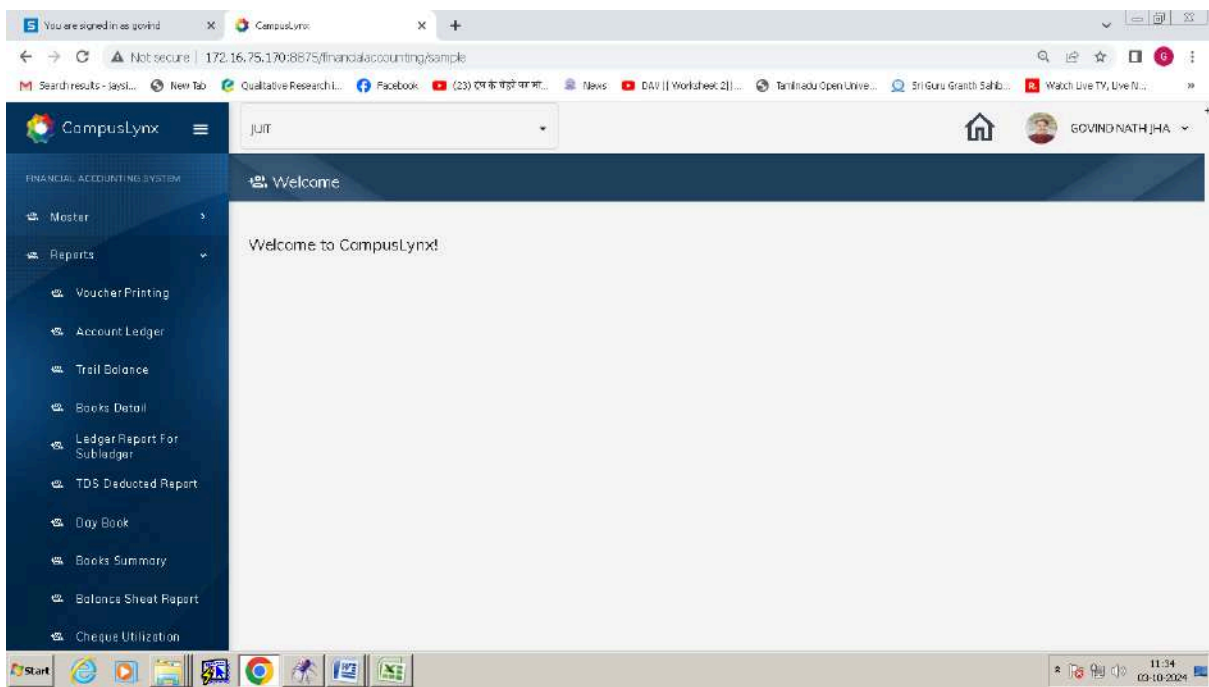 You are signed in as govind
CampusLynx
Not secure | 172.16.75.170:8875/financialaccounting/sample
Search results - jaysi...
New Tab
Qualitative Research i...
Facebook
News
DAV || Worksheet 2||...
Tamilnadu Open Unive...
Sri Guru Granth Sahib...
Watch Live TV, Live N...
CampusLynx
JUIT
GOVIND NATH JHA
FINANCIAL ACCOUNTING SYSTEM
Welcome
Master
Welcome to CampusLynx!
Reports
Voucher Printing
Account Ledger
Trail Balance
Books Detail
Ledger Report For
Subledger
TDS Deducted Report
Day Book
Books Summary
Balance Sheet Report
Cheque Utilization
Start
11:34
03-10-2024